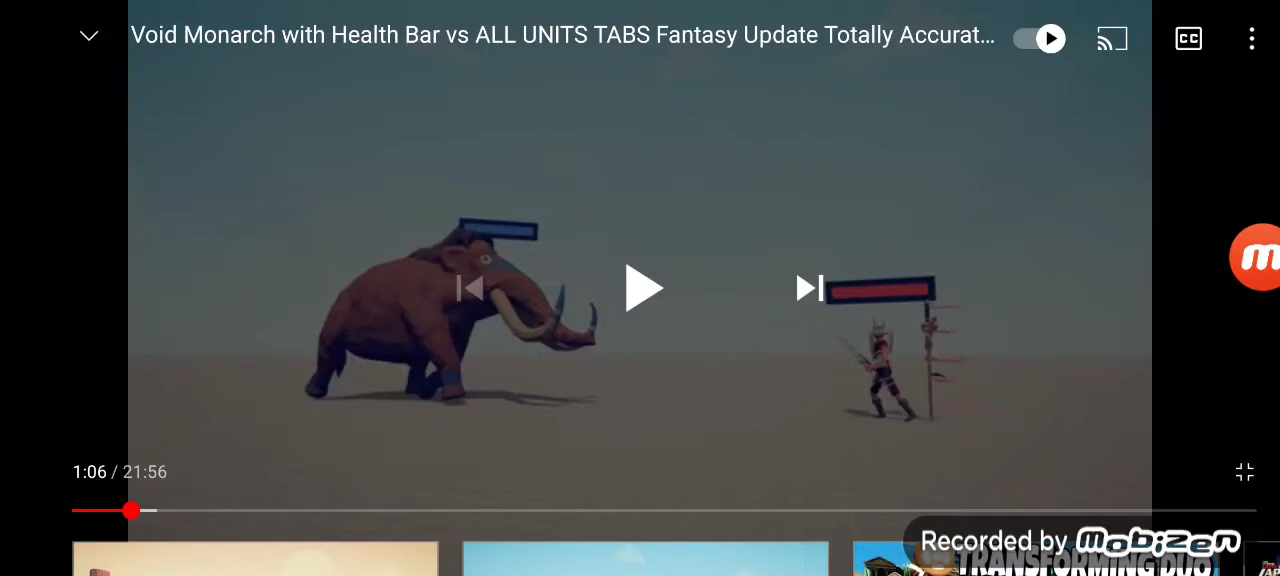 Void Monarch with Health Bar vs ALL UNITS TABS Fantasy Update Totally Accurat...
CC
1:06 / 21:56
Recorded by mobizen
TRANSFORMING DUO